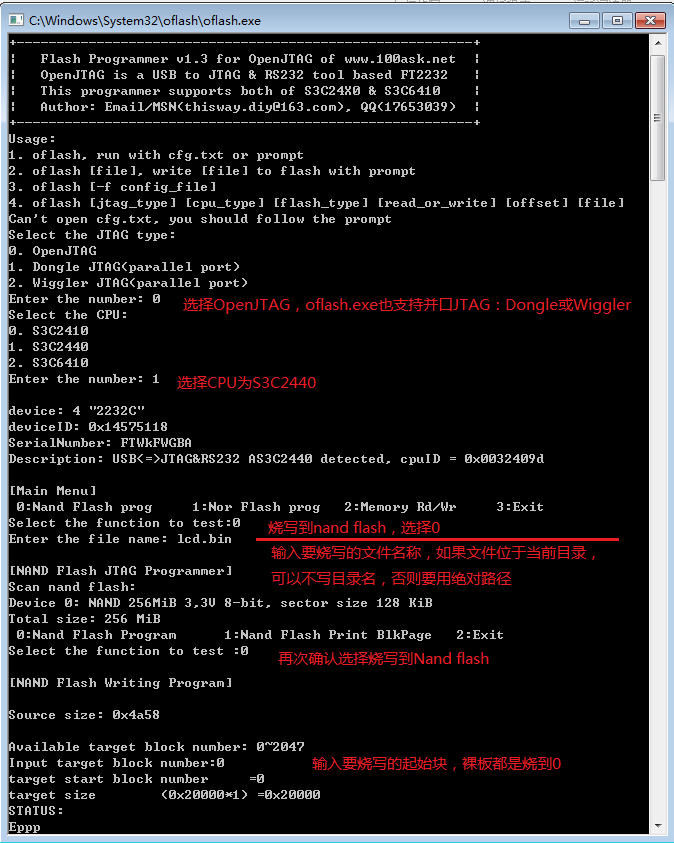 C:\Windows\System32\oflash\oflash.exe
+---------------------------------------------------------+
|   Flash Programmer v1.3 for OpenJTAG of www.100ask.net  |
|   OpenJTAG is a USB to JTAG & RS232 tool based FT2232   |
|   This programmer supports both of S3C24X0 & S3C6410    |
|   Author: Email/MSN(thisway.diy@163.com), QQ(17653039)  |
+---------------------------------------------------------+
Usage:
1. oflash, run with cfg.txt or prompt
2. oflash [file], write [file] to flash with prompt
3. oflash [-f config_file]
4. oflash [jtag_type] [cpu_type] [flash_type] [read_or_write] [offset] [file]
Can't open cfg.txt, you should follow the prompt
Select the JTAG type:
0. OpenJTAG
1. Dongle JTAG(parallel port)
2. Wiggler JTAG(parallel port)
Enter the number: 0 选择OpenJTAG，oflash.exe也支持并口JTAG：Dongle或Wiggler
Select the CPU:
0. S3C2410
1. S3C2440
2. S3C6410
Enter the number: 1 选择CPU为S3C2440
device: 4 "2232C"
deviceID: 0x14575118
SerialNumber: FTWkFWGBA
Description: USB<=>JTAG&RS232 AS3C2440 detected, cpuID = 0x0032409d
[Main Menu]
0:Nand Flash prog     1:Nor Flash prog   2:Memory Rd/Wr     3:Exit
Select the function to test:0 烧写到nand flash，选择0
Enter the file name: lcd.bin
输入要烧写的文件名称，如果文件位于当前目录，
[NAND Flash JTAG Programmer]
可以不写目录名，否则要用绝对路径
Scan nand flash:
Device 0: NAND 256MiB 3,3V 8-bit, sector size 128 KiB
Total size: 256 MiB
0:Nand Flash Program      1:Nand Flash Print BlkPage   2:Exit
Select the function to test :0 再次确认选择烧写到Nand flash
[NAND Flash Writing Program]
Source size: 0x4a58
Available target block number: 0~2047
Input target block number:0 输入要烧写的起始块，裸板都是烧到0
target start block number     =0
target size        (0x20000*1) =0x20000
STATUS:
Eppp